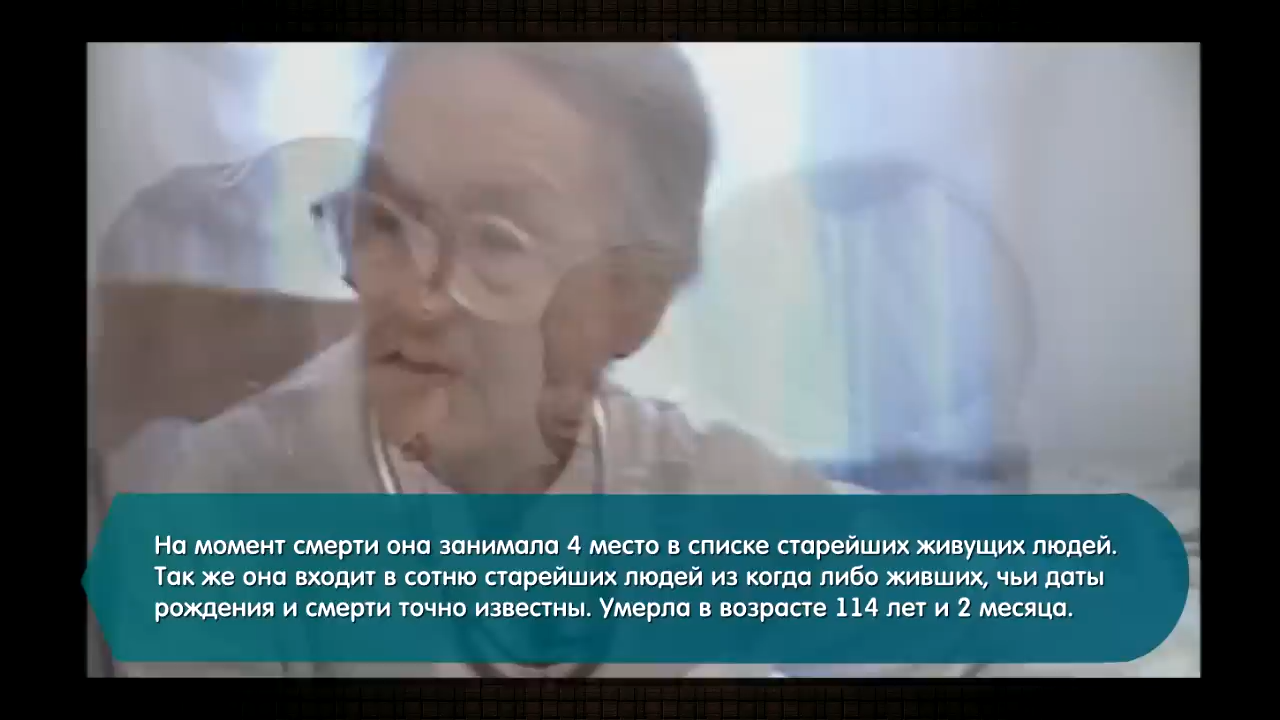 На момент смерти она занимала 4 место в списке старейших живущих людей.
Так же она входит в сотню старейших людей из когда либо живших, чьи даты
рождения и смерти точно известны. Умерла в возрасте 114 лет и 2 месяца.